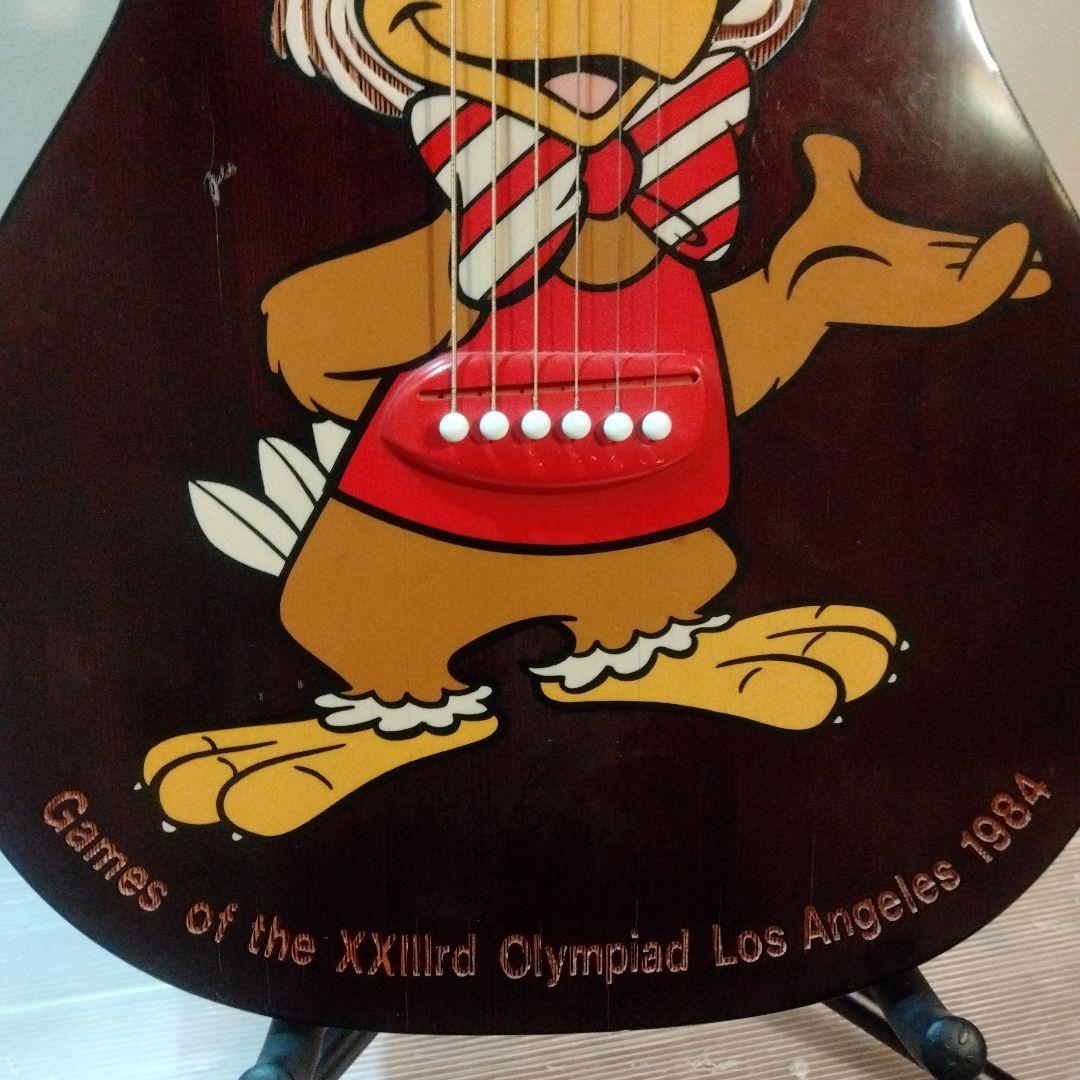 Games of the XXIIIrd Olympiad Los Angeles 1984